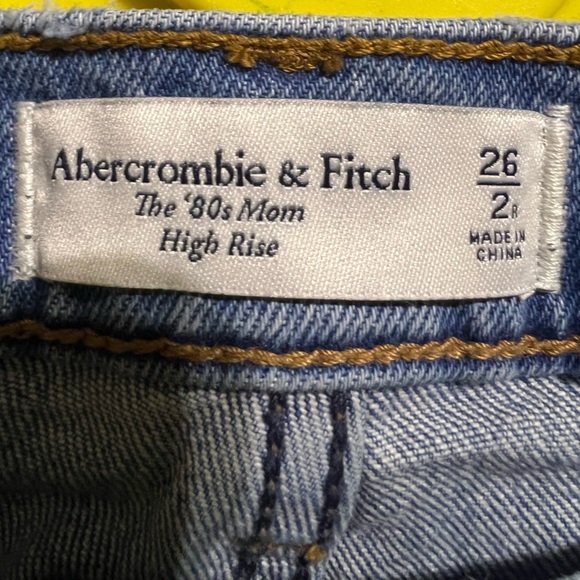 Abercrombie & Fitch
The '80s Mom
High Rise
26
2R
MADE IN
CHINA